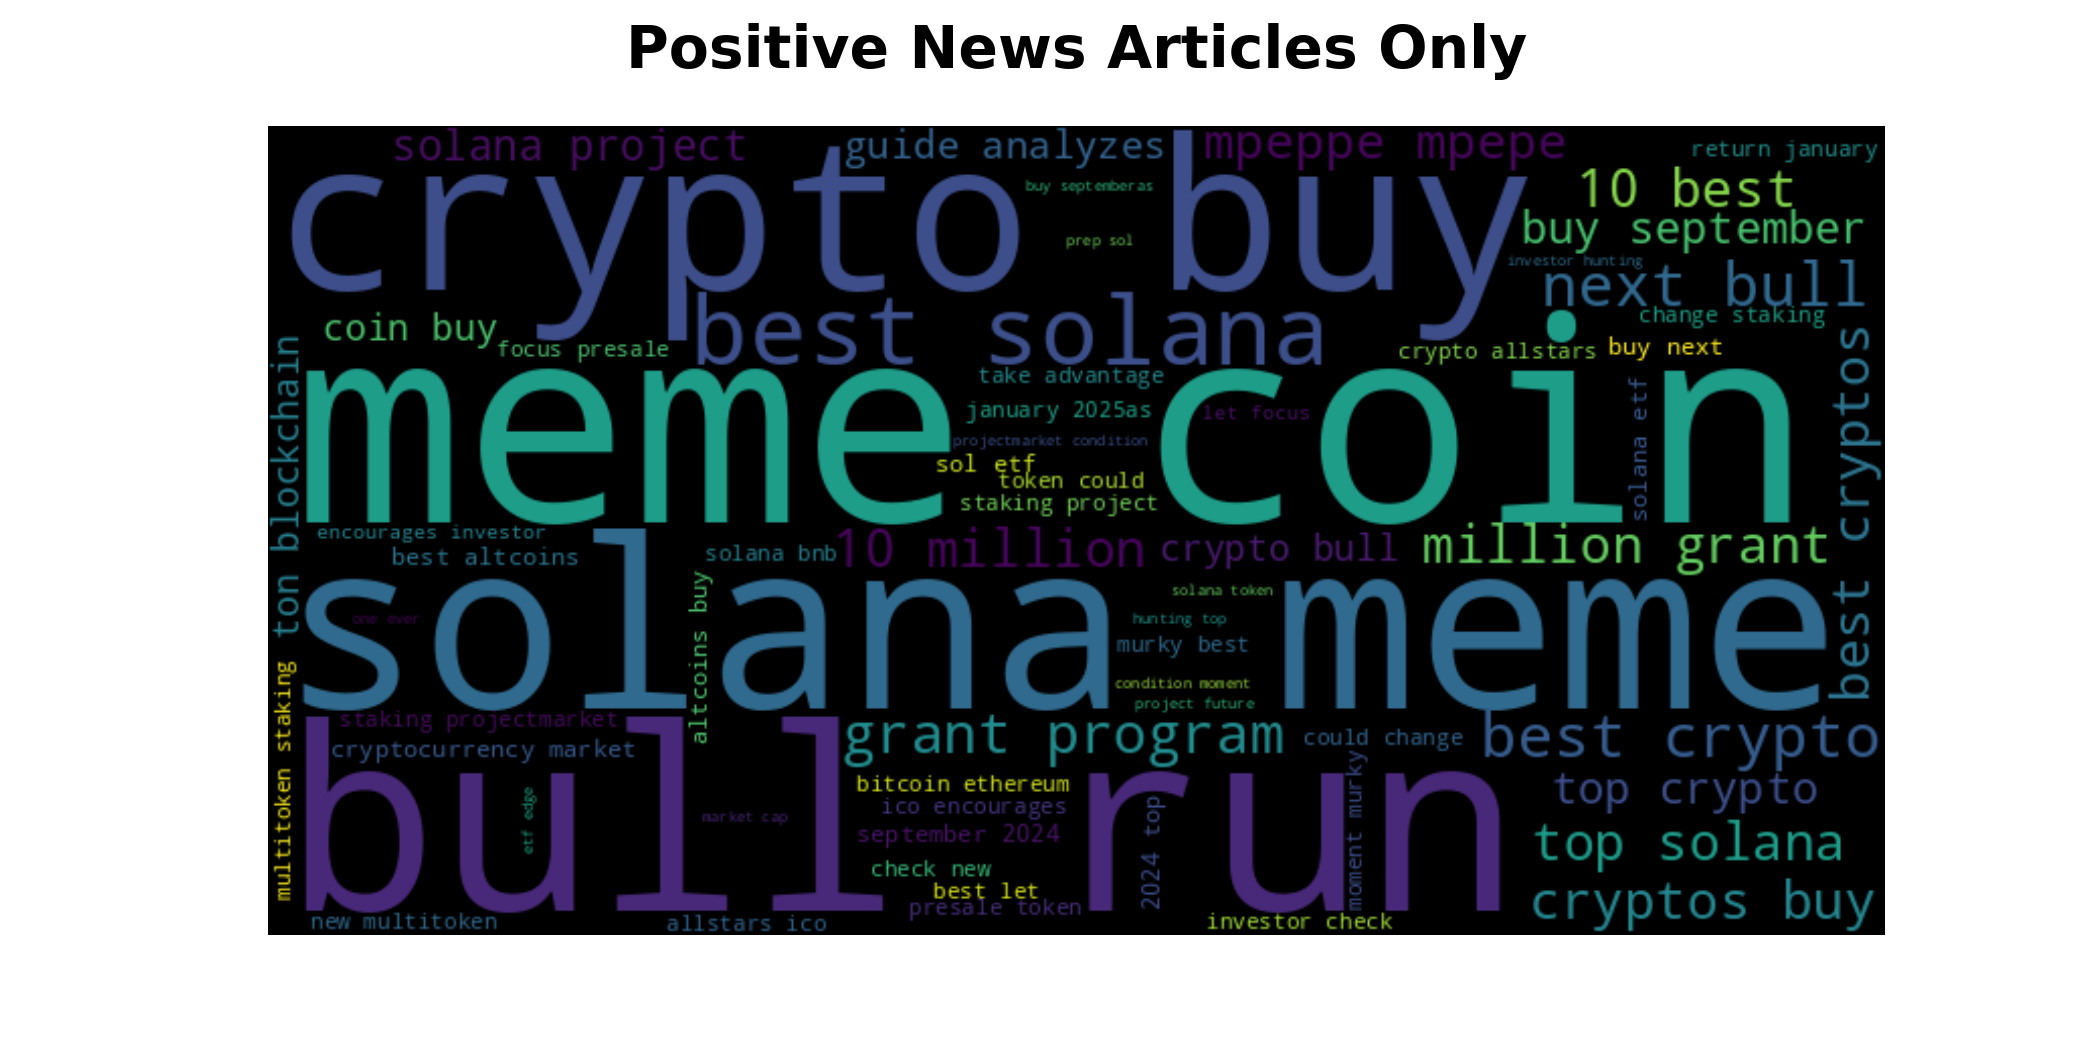 Positive News Articles Only
solana project
guide analyzes
mpeppe mpepe
return january
crypto buy
buy septemberas
10 best
prep sol
buy september
investor hunting
next bull
coin buy
best solana
change staking
focus presale
crypto allstars
buy next
meme coin
take advantage
january 2025as
let focus
projectmarket condition
sol etf
token could
staking project
solana etf
best cryptos
ton blockchain
encourages investor
best altcoins
solana bnb
10 million
crypto bull
million grant
solana meme
one ever
altcoins buy
solana token
hunting top
murky best
condition moment
project future
multitoken staking
staking projectmarket
cryptocurrency market
grant program
could change
best crypto
bull run
etf edge
market cap
bitcoin ethereum
ico encourages
september 2024
check new
best let
presale token
2024 top
moment murky
top crypto
top solana
cryptos buy
new multitoken
allstars ico
investor check